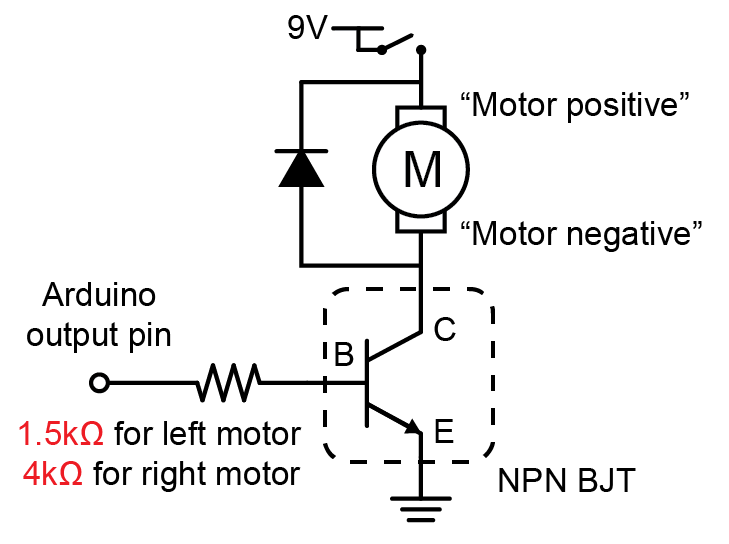 9V
“Motor positive”
M
“Motor negative”
Arduino
output pin
C
B
E
1.5kΩ for left motor
4kΩ for right motor
NPN BJT